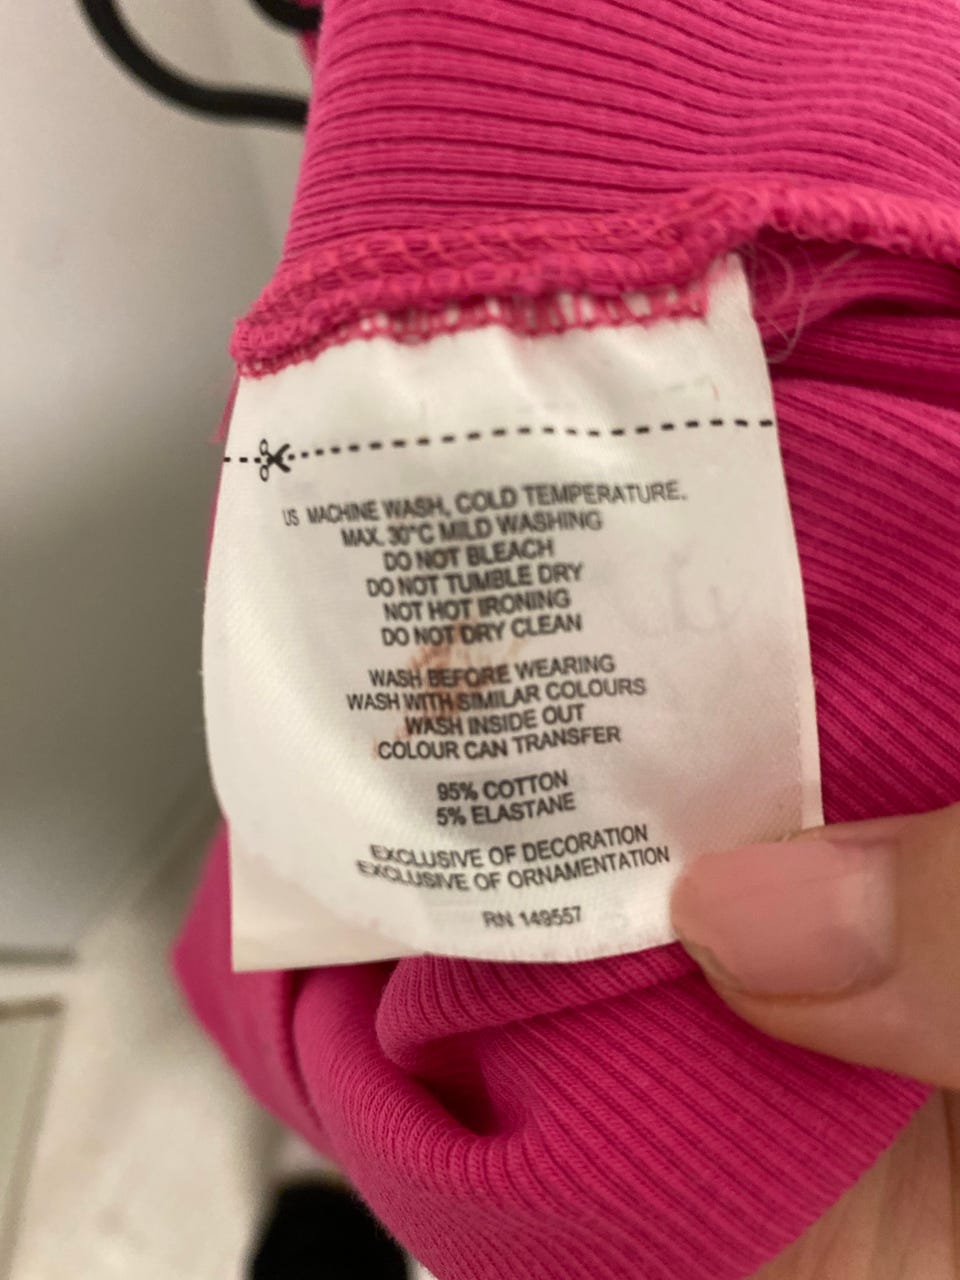 US MACHINE WASH, COLD TEMPERATURE.
MAX. 30°C MILD WASHING
DO NOT BLEACH
DO NOT TUMBLE DRY
NOT HOT IRONING
DO NOT DRY CLEAN
WASH BEFORE WEARING
WASH WITH SIMILAR COLOURS
WASH INSIDE OUT
COLOUR CAN TRANSFER
95% COTTON
5% ELASTANE
EXCLUSIVE OF DECORATION
EXCLUSIVE OF ORNAMENTATION
RN 149557